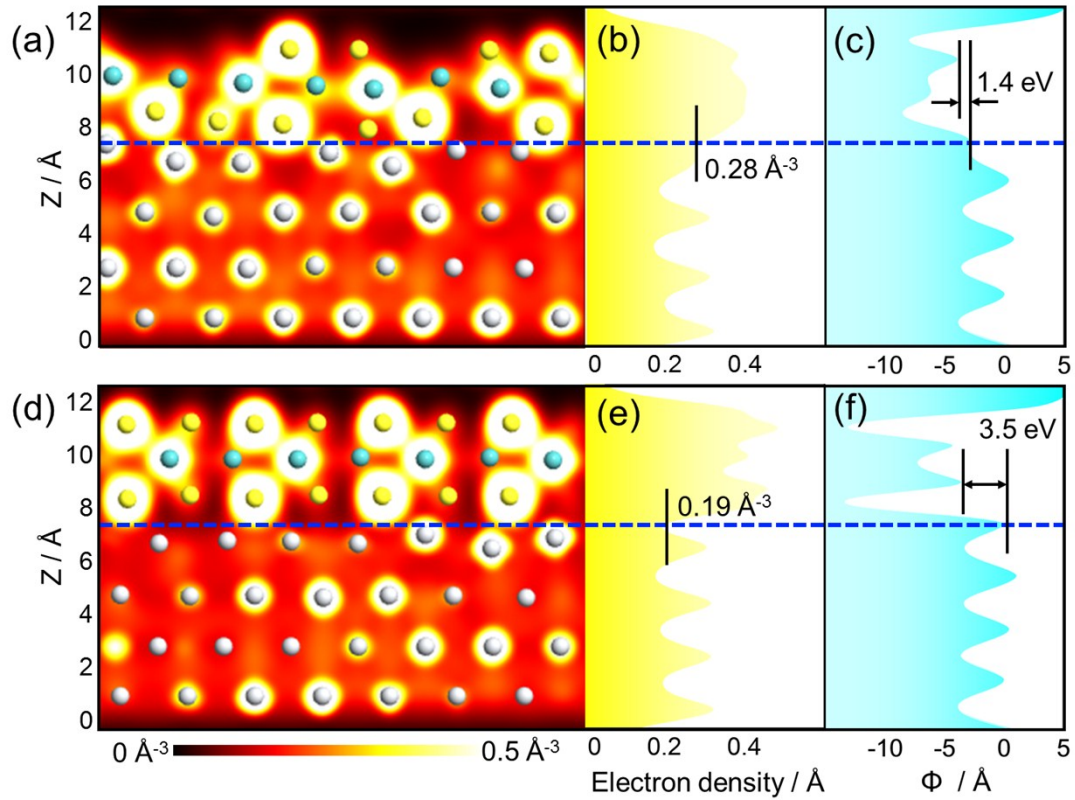 (a)
(b)
(c)
Z / Å
12
10
8
6
4
2
0
0.28 Å⁻³
1.4 eV
0
0.2
0.4
-10
-5
0
5
(d)
(e)
(f)
Z / Å
12
10
8
6
4
2
0
0.19 Å⁻³
3.5 eV
0
0.2
0.4
-10
-5
0
5
0 Å⁻³
0.5 Å⁻³
Electron density / Å
Φ / Å